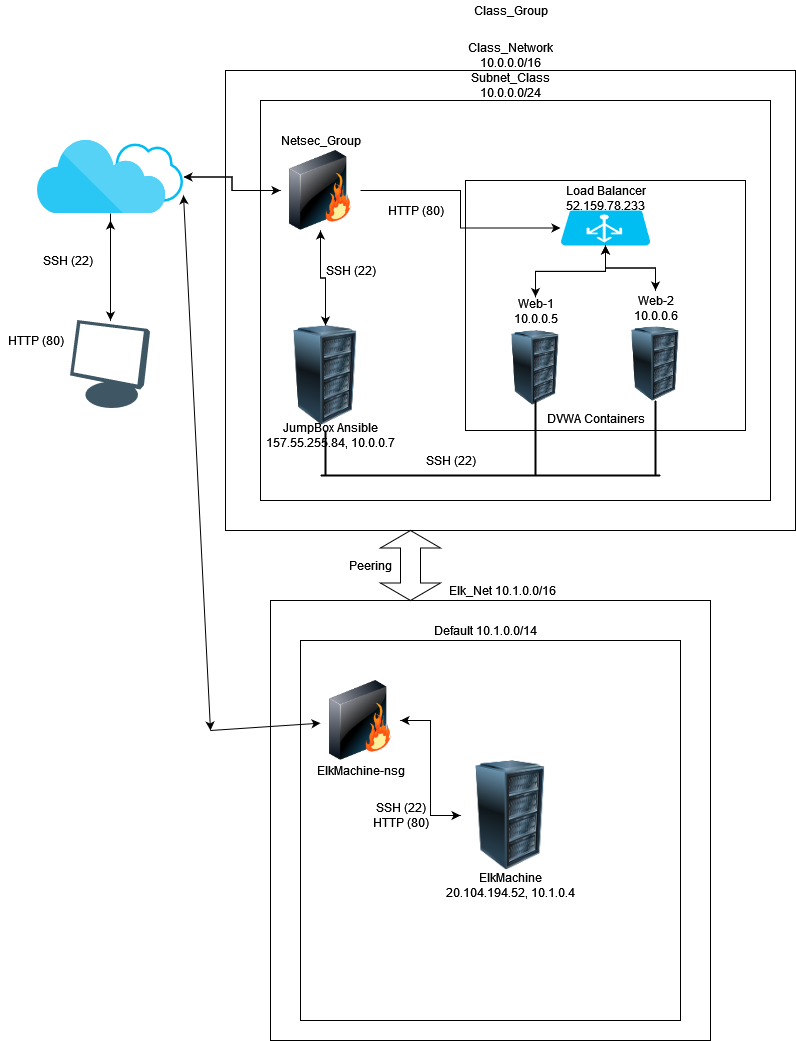 Class_Group
Class_Network
10.0.0.0/16
Subnet_Class
10.0.0.0/24
Netsec_Group
Load Balancer
52.159.78.233
HTTP (80)
SSH (22)
SSH (22)
HTTP (80)
Web-1
10.0.0.5
Web-2
10.0.0.6
DVWA Containers
JumpBox Ansible
157.55.255.84, 10.0.0.7
SSH (22)
Peering
Elk_Net 10.1.0.0/16
Default 10.1.0.0/14
ElkMachine-nsg
SSH (22)
HTTP (80)
ElkMachine
20.104.194.52, 10.1.0.4